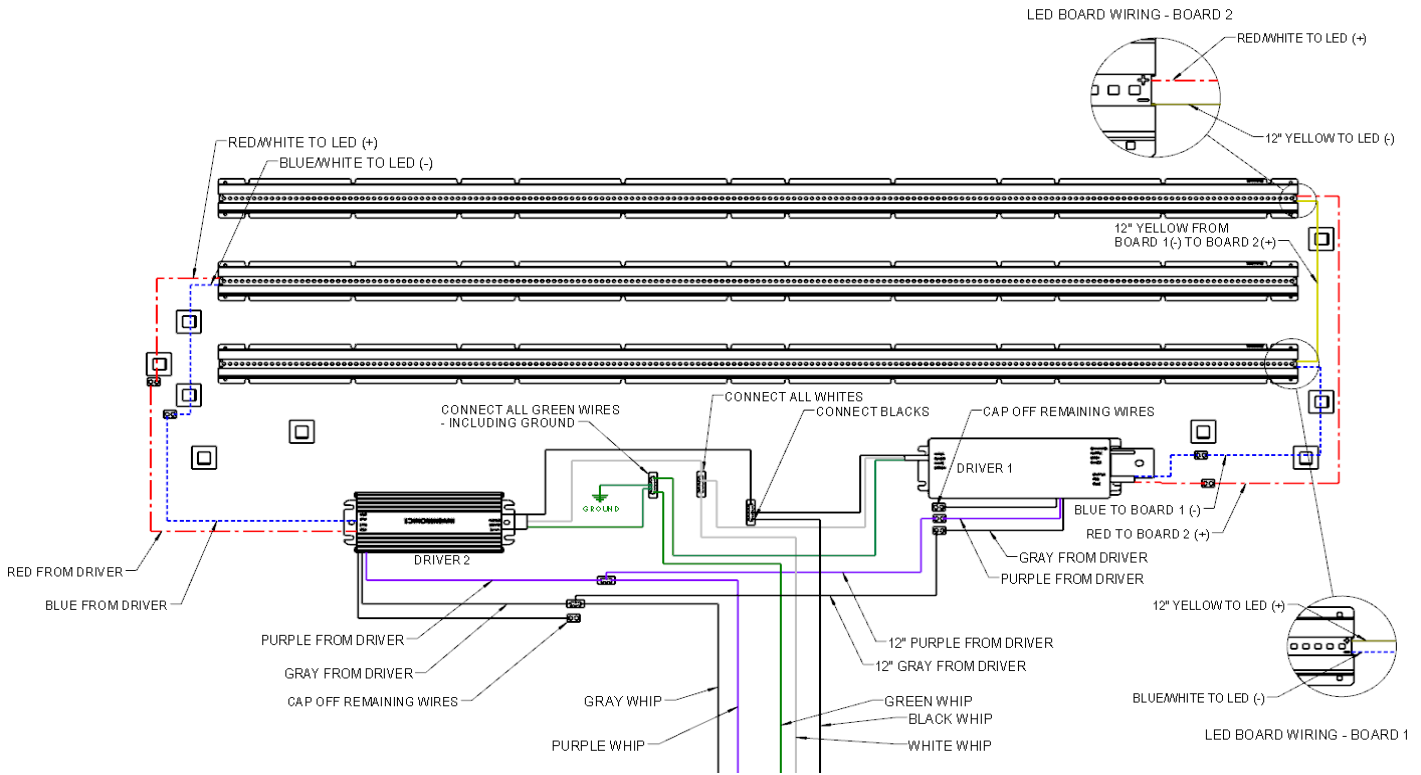 LED BOARD WIRING - BOARD 2
RED/WHITE TO LED (+)
12" YELLOW TO LED (-)
RED/WHITE TO LED (+)
BLUE/WHITE TO LED (-)
12" YELLOW FROM
BOARD 1(-) TO BOARD 2(+)
CONNECT ALL GREEN WIRES
- INCLUDING GROUND
CONNECT ALL WHITES
CONNECT BLACKS
CAP OFF REMAINING WIRES
DRIVER 1
GROUND
INVENTRONICS
DRIVER 2
BLUE TO BOARD 1 (-)
RED TO BOARD 2 (+)
GRAY FROM DRIVER
PURPLE FROM DRIVER
RED FROM DRIVER
BLUE FROM DRIVER
PURPLE FROM DRIVER
GRAY FROM DRIVER
CAP OFF REMAINING WIRES
12" PURPLE FROM DRIVER
12" GRAY FROM DRIVER
GRAY WHIP
PURPLE WHIP
GREEN WHIP
BLACK WHIP
WHITE WHIP
12" YELLOW TO LED (+)
BLUE/WHITE TO LED (-)
LED BOARD WIRING - BOARD 1